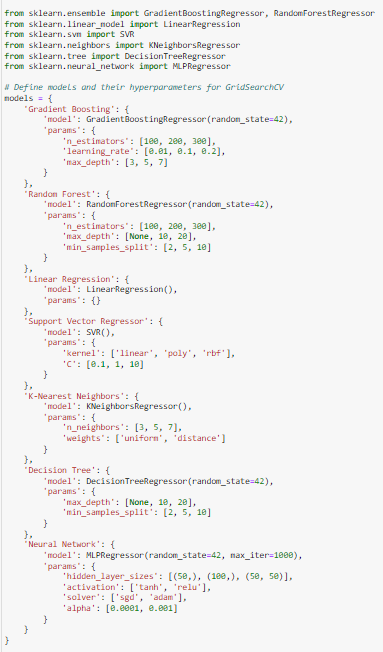 from sklearn.ensemble import GradientBoostingRegressor, RandomForestRegressor
from sklearn.linear_model import LinearRegression
from sklearn.svm import SVR
from sklearn.neighbors import KNeighborsRegressor
from sklearn.tree import DecisionTreeRegressor
from sklearn.neural_network import MLPRegressor

# Define models and their hyperparameters for GridSearchCV
models = {
    'Gradient Boosting': {
        'model': GradientBoostingRegressor(random_state=42),
        'params': {
            'n_estimators': [100, 200, 300],
            'learning_rate': [0.01, 0.1, 0.2],
            'max_depth': [3, 5, 7]
        }
    },
    'Random Forest': {
        'model': RandomForestRegressor(random_state=42),
        'params': {
            'n_estimators': [100, 200, 300],
            'max_depth': [None, 10, 20],
            'min_samples_split': [2, 5, 10]
        }
    },
    'Linear Regression': {
        'model': LinearRegression(),
        'params': {}
    },
    'Support Vector Regressor': {
        'model': SVR(),
        'params': {
            'kernel': ['linear', 'poly', 'rbf'],
            'C': [0.1, 1, 10]
        }
    },
    'K-Nearest Neighbors': {
        'model': KNeighborsRegressor(),
        'params': {
            'n_neighbors': [3, 5, 7],
            'weights': ['uniform', 'distance']
        }
    },
    'Decision Tree': {
        'model': DecisionTreeRegressor(random_state=42),
        'params': {
            'max_depth': [None, 10, 20],
            'min_samples_split': [2, 5, 10]
        }
    },
    'Neural Network': {
        'model': MLPRegressor(random_state=42, max_iter=1000),
        'params': {
            'hidden_layer_sizes': [(50,), (100,), (50, 50)],
            'activation': ['tanh', 'relu'],
            'solver': ['sgd', 'adam'],
            'alpha': [0.0001, 0.001]
        }
    }
}